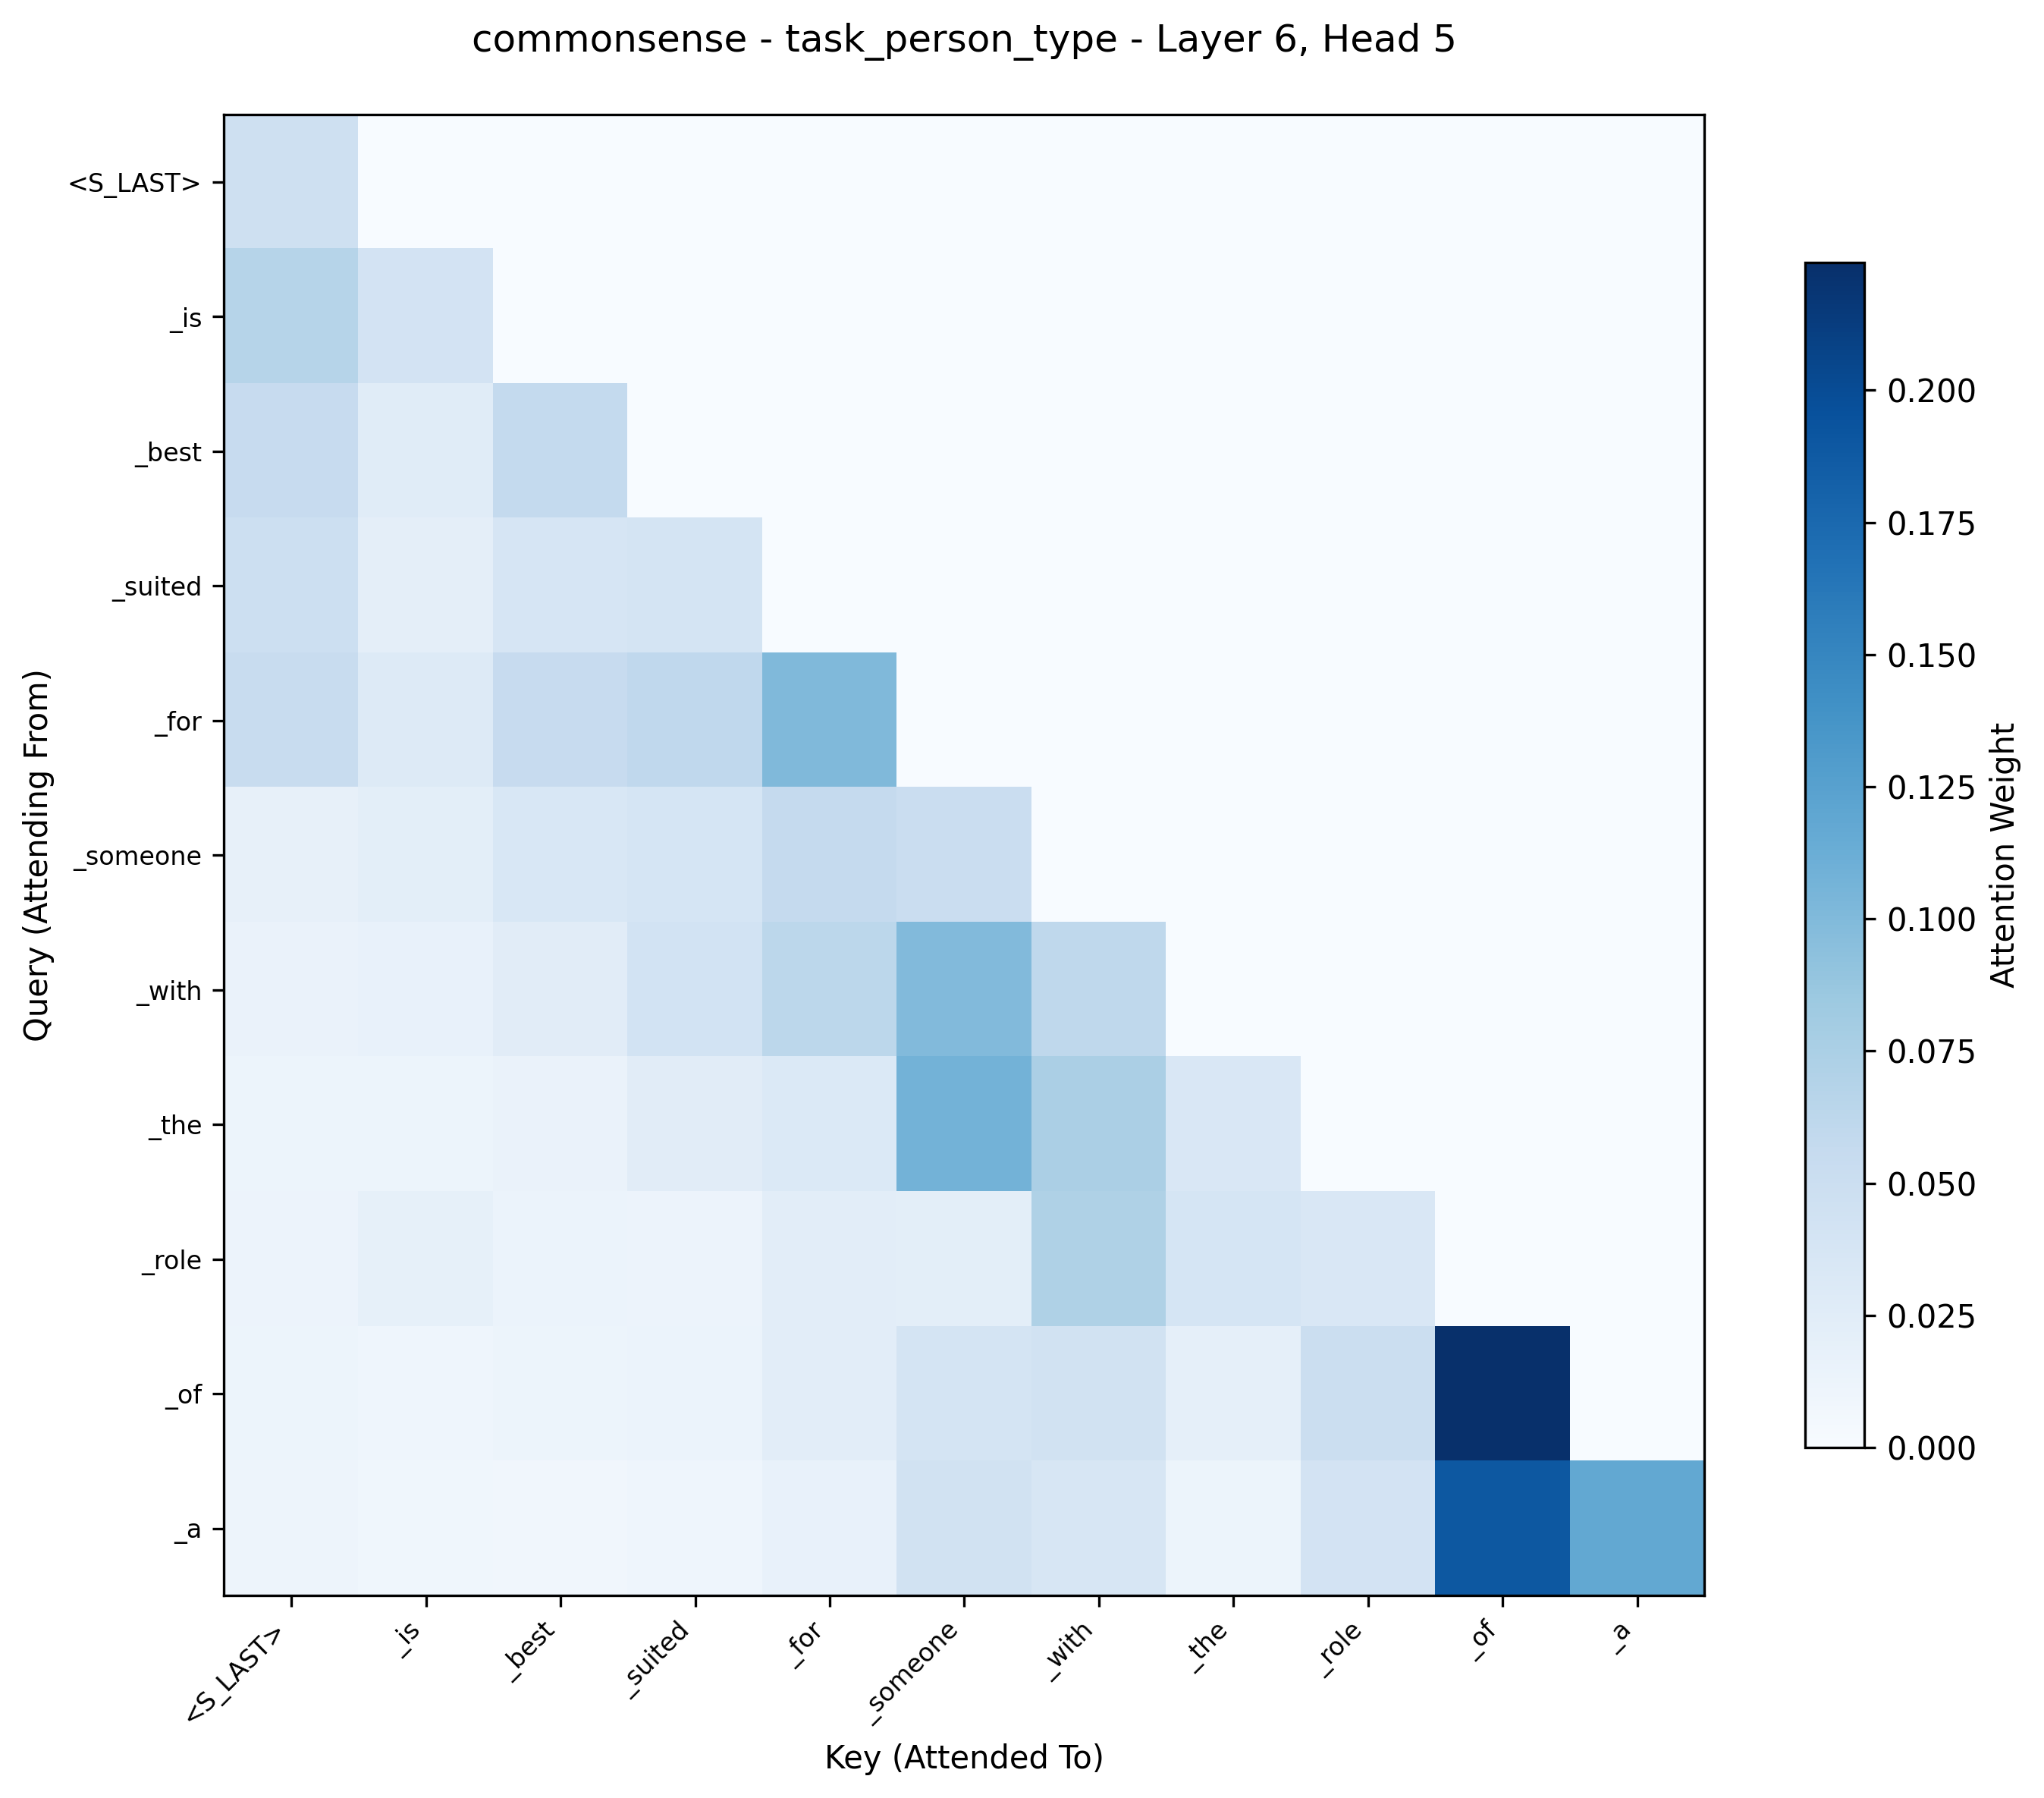 commonsense - task_person_type - Layer 6, Head 5
Query (Attending From)
<S_LAST>
_is
_best
_suited
_for
_someone
_with
_the
_role
_of
_a
<S_LAST>
_is
_best
_suited
_for
_someone
_with
_the
_role
_of
_a
Key (Attended To)
0.200
0.175
0.150
0.125
0.100
0.075
0.050
0.025
0.000
Attention Weight